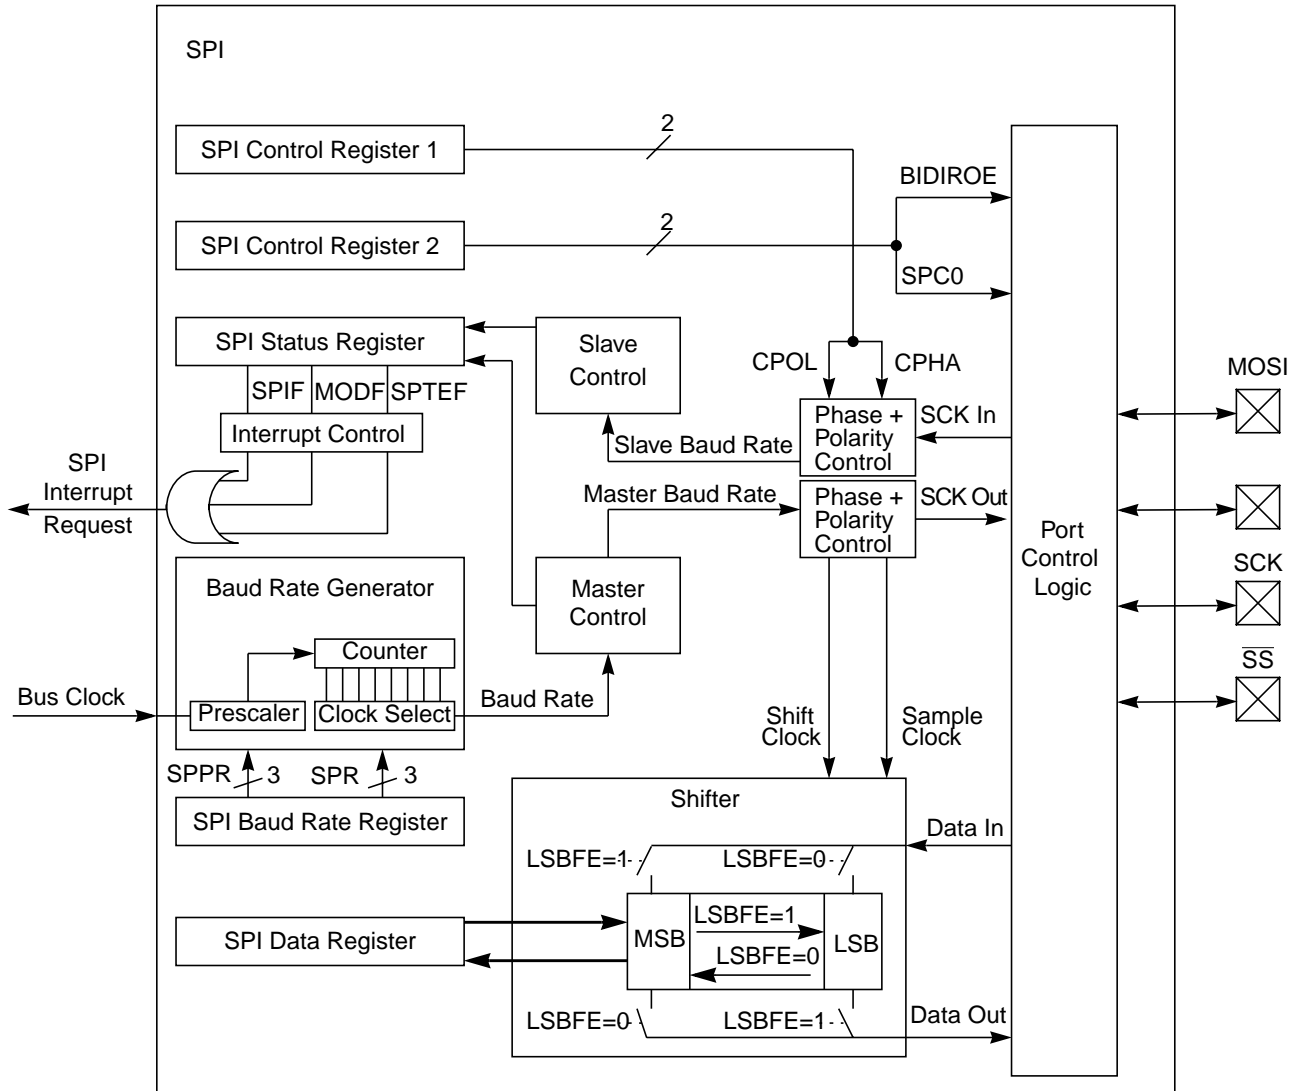 SPI
2
SPI Control Register 1
BIDIROE
2
SPI Control Register 2
SPC0
SPI Status Register
Slave
Control
CPOL
CPHA
MOSI
SPIF
MODF
SPTEF
Phase +
Polarity
Control
SCK In
Interrupt Control
Slave Baud Rate
SPI
Interrupt
Request
Master Baud Rate
Phase +
Polarity
Control
SCK Out
Port
Control
Logic
SCK
Baud Rate Generator
Master
Control
Counter
SS
Bus Clock
Prescaler
Clock Select
Baud Rate
Shift
Clock
Sample
Clock
SPPR
3
SPR
3
Shifter
SPI Baud Rate Register
Data In
LSBFE=1
LSBFE=0
SPI Data Register
MSB
LSBFE=1
LSBFE=0
LSB
LSBFE=0
LSBFE=1
Data Out